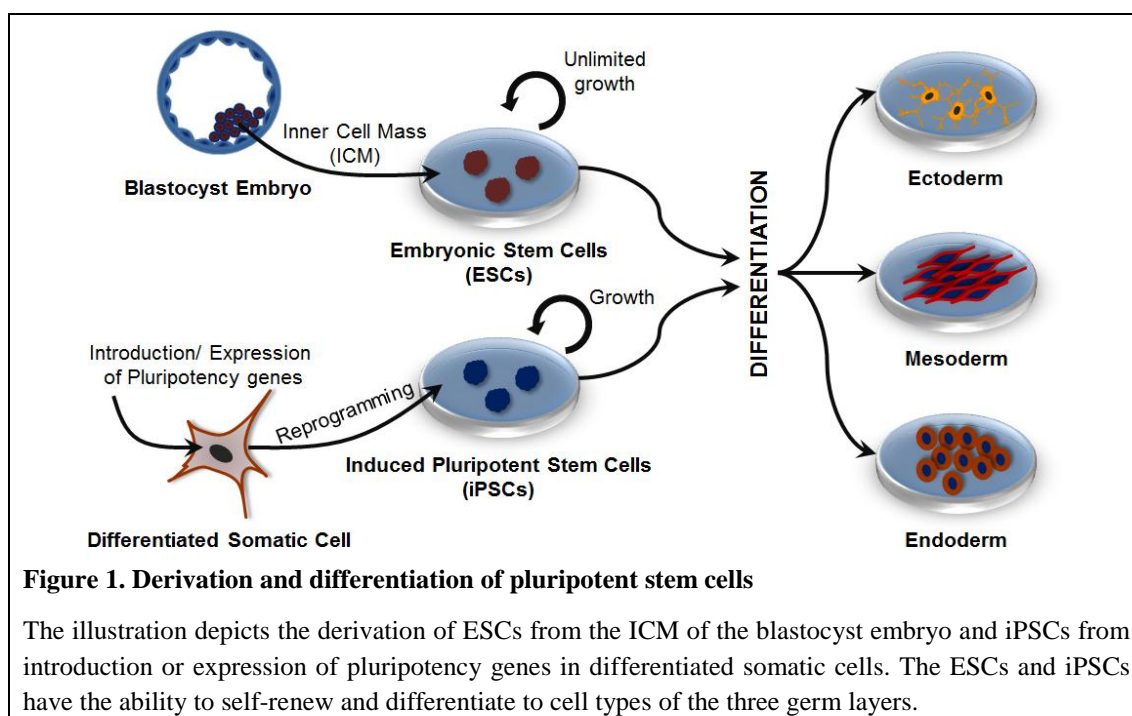 Unlimited
growth
Inner Cell Mass
(ICM)
Blastocyst Embryo
Embryonic Stem Cells
(ESCs)
Growth
Introduction/ Expression
of Pluripotency genes
Reprogramming
Induced Pluripotent Stem Cells
(iPSCs)
Differentiated Somatic Cell
DIFFERENTIATION
Ectoderm
Mesoderm
Endoderm
Figure 1. Derivation and differentiation of pluripotent stem cells
The illustration depicts the derivation of ESCs from the ICM of the blastocyst embryo and iPSCs from
introduction or expression of pluripotency genes in differentiated somatic cells. The ESCs and iPSCs
have the ability to self-renew and differentiate to cell types of the three germ layers.